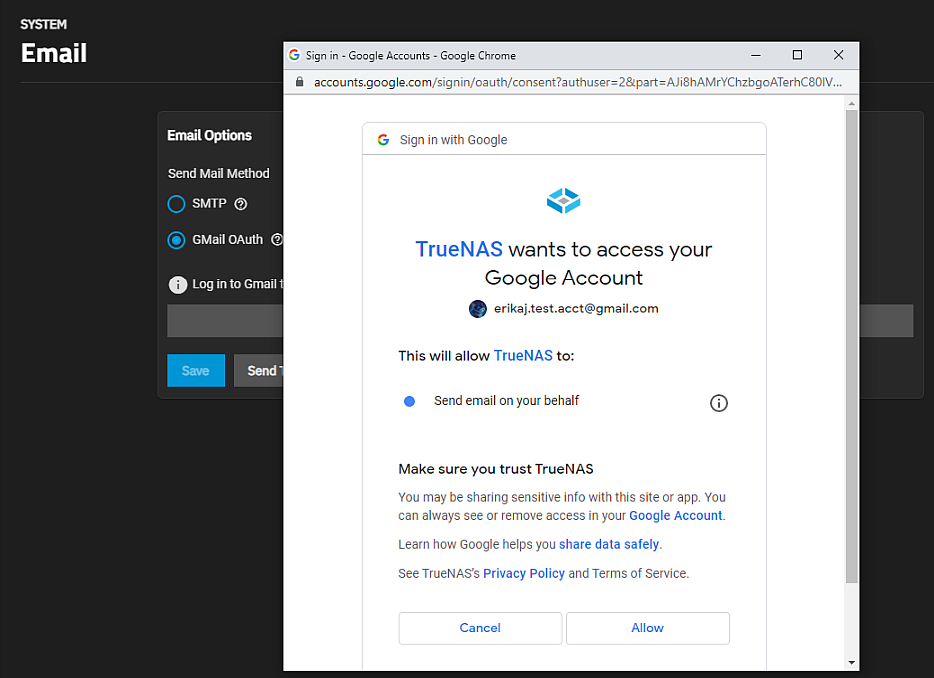 SYSTEM
Email
Sign in - Google Accounts - Google Chrome
accounts.google.com/signin/oauth/consent?authuser=2&part=AJi8hAMrYChzbgoATerhC80lV...
Email Options
Send Mail Method
SMTP
GMail OAuth
Log in to Gmail t
Save
Send T
Sign in with Google
TrueNAS wants to access your
Google Account
erikaj.test.acct@gmail.com
This will allow TrueNAS to:
Send email on your behalf
Make sure you trust TrueNAS
You may be sharing sensitive info with this site or app. You
can always see or remove access in your Google Account.
Learn how Google helps you share data safely.
See TrueNAS's Privacy Policy and Terms of Service.
Cancel
Allow